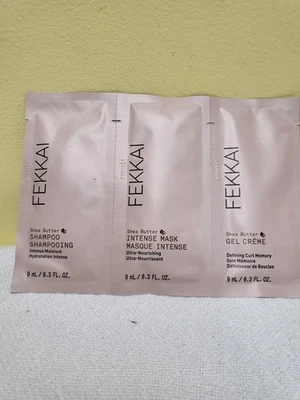 FEKKAI
Shea Butter
SHAMPOO
SHAMPOOING
Intense Moisture
Hydratation Intense
9 mL/0.3 FL. OZ.
FEKKAI
Shea Butter
INTENSE MASK
MASQUE INTENSE
Ultra-Nourishing
Ultra-Nourrissant
9 mL/0.3 FL. OZ.
FEKKAI
Shea Butter
GEL CRÈME
Defining Curl Memory
Soin Mémoire
Définisseur de Boucles
9 mL/0.3 FL. OZ.